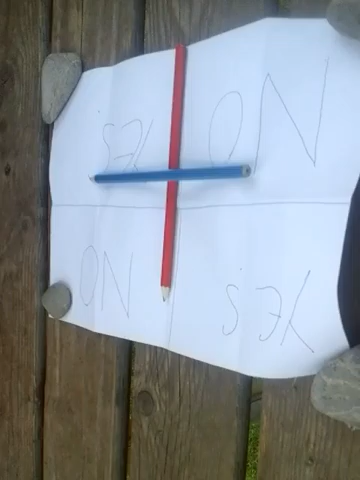 YES NO
NO YES